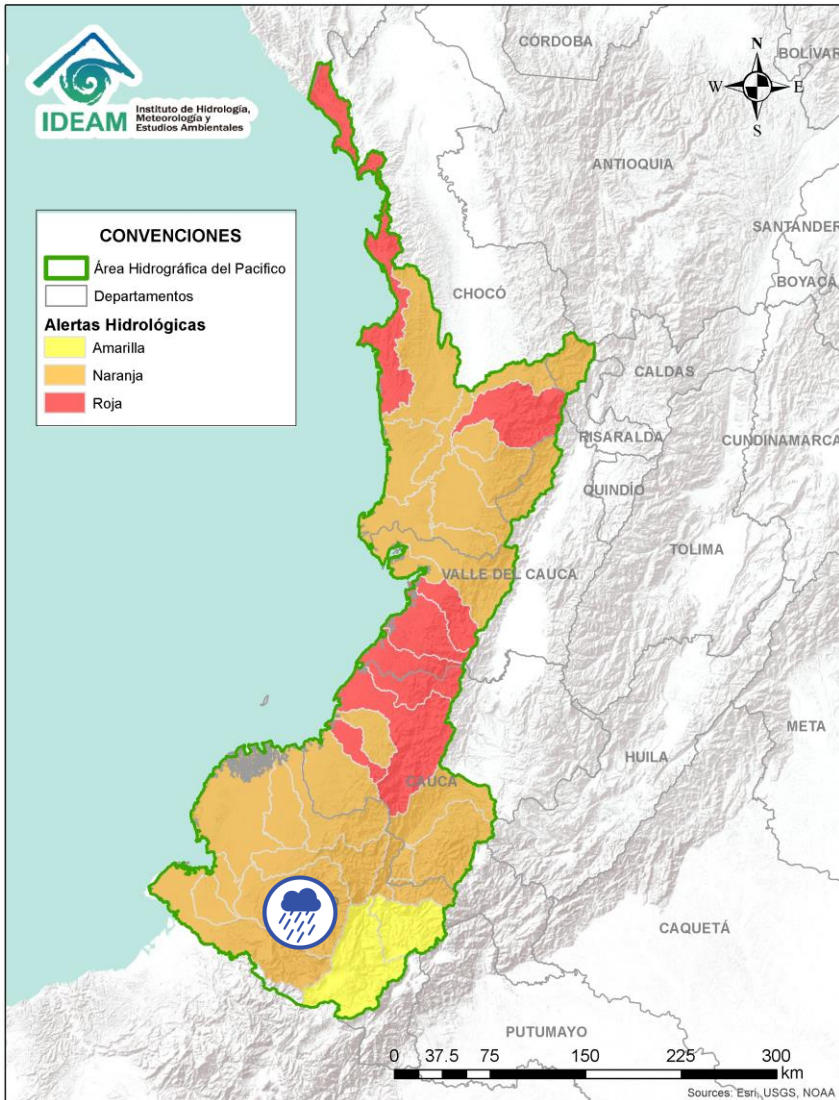 IDEAM
Instituto de Hidrología,
Meteorología y
Estudios Ambientales
CÓRDOBA
BOLÍVAR
N
W
E
S
ANTIOQUIA
SANTANDER
BOYACÁ
CONVENCIONES
Área Hidrográfica del Pacifico
Departamentos
Alertas Hidrológicas
Amarilla
Naranja
Roja
CHOCÓ
CALDAS
RISARALDA
CUNDINAMARCA
QUINDÍO
TOLIMA
VALLE DEL CAUCA
META
HUILA
CAUCA
CAQUETÁ
PUTUMAYO
0 37.5 75 150 225 300
km
Sources: Esri, USGS, NOAA